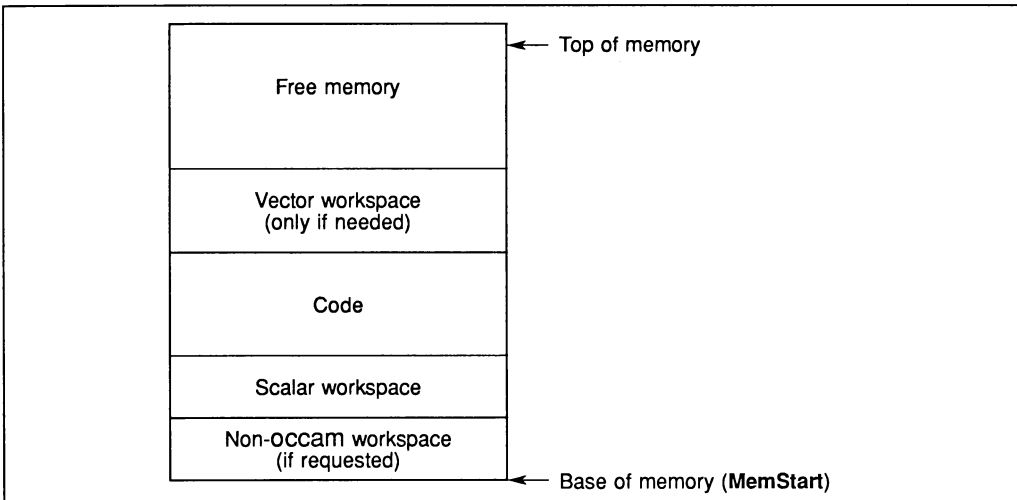 Top of memory
Free memory
Vector workspace
(only if needed)
Code
Scalar workspace
Non-occam workspace
(if requested)
Base of memory (MemStart)